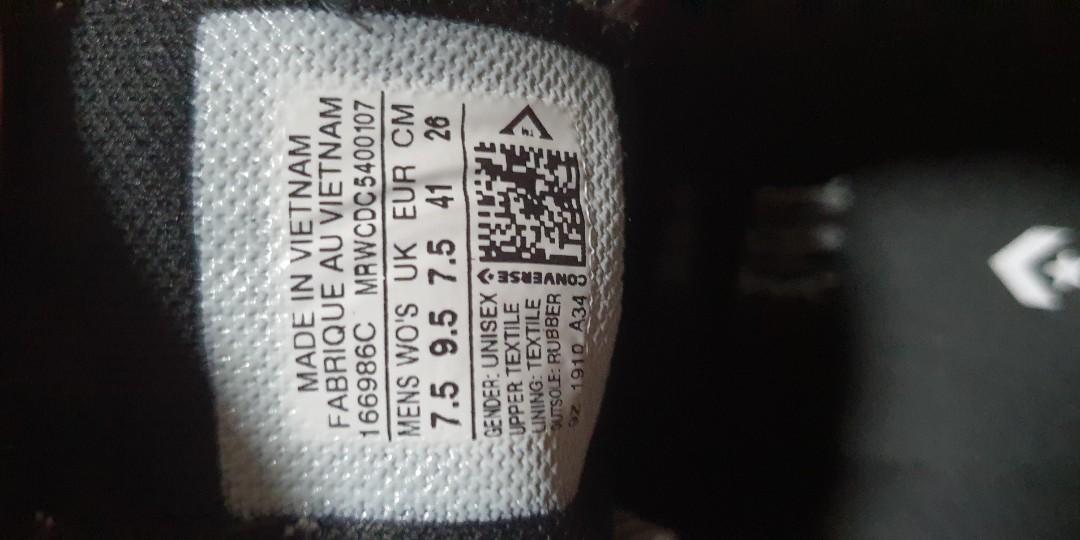 MADE IN VIETNAM
FABRIQUE AU VIETNAM
166986C MRWCDC5400107
MENS WO'S UK EUR CM
7.5 9.5 7.5 41 26
GENDER: UNISEX
UPPER: TEXTILE
LINING: TEXTILE
OUTSOLE: RUBBER
1910 A34
CONVERSE